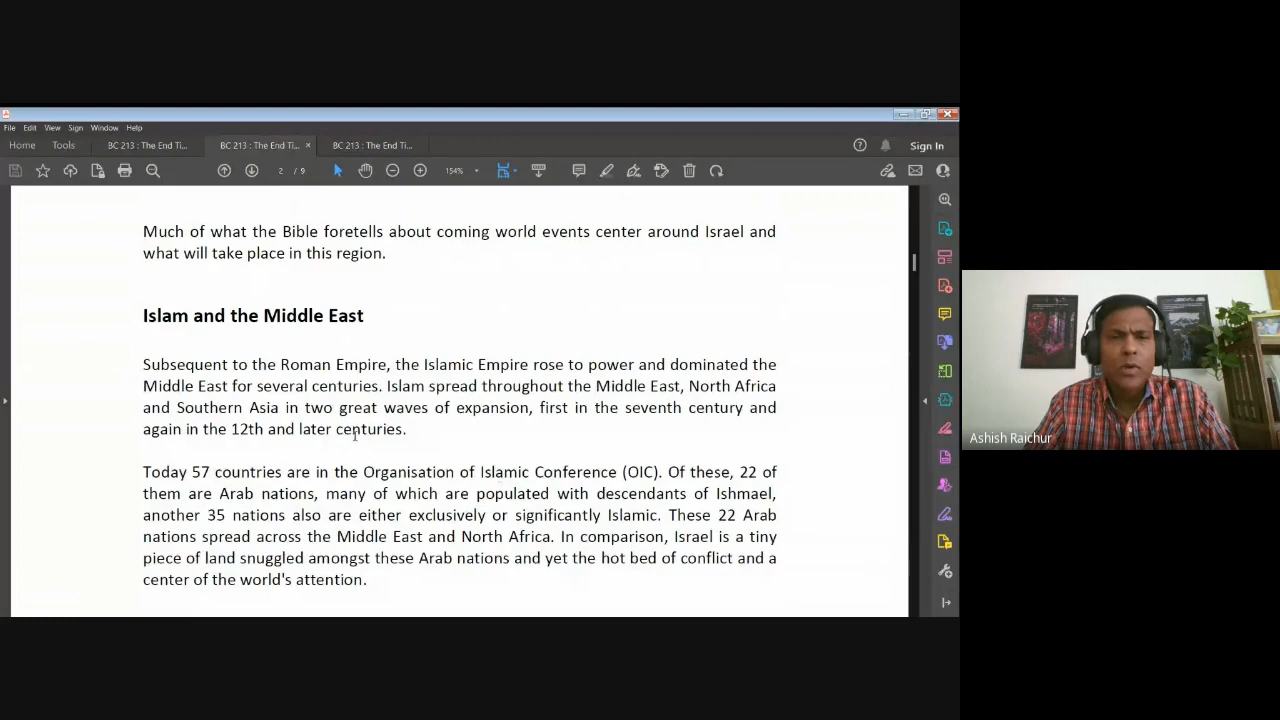 File Edit View Sign Window Help
Home Tools BC 213 : The End Ti... BC 213 : The End Ti... × BC 213 : The End Ti... Sign In
2 / 9 154%
Much of what the Bible foretells about coming world events center around Israel and
what will take place in this region.
Islam and the Middle East
Subsequent to the Roman Empire, the Islamic Empire rose to power and dominated the
Middle East for several centuries. Islam spread throughout the Middle East, North Africa
and Southern Asia in two great waves of expansion, first in the seventh century and
again in the 12th and later centuries.
Today 57 countries are in the Organisation of Islamic Conference (OIC). Of these, 22 of
them are Arab nations, many of which are populated with descendants of Ishmael,
another 35 nations also are either exclusively or significantly Islamic. These 22 Arab
nations spread across the Middle East and North Africa. In comparison, Israel is a tiny
piece of land snuggled amongst these Arab nations and yet the hot bed of conflict and a
center of the world's attention.
Ashish Raichur